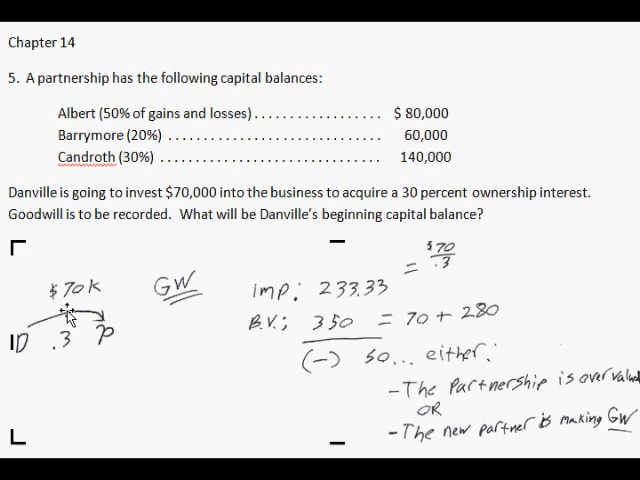 Chapter 14
5. A partnership has the following capital balances:
Albert (50% of gains and losses).................. $ 80,000
Barrymore (20%) ............................... 60,000
Candroth (30%) ................................ 140,000
Danville is going to invest $70,000 into the business to acquire a 30 percent ownership interest.
Goodwill is to be recorded. What will be Danville's beginning capital balance?
$70K
D .3 P
GW
Imp: 233.33 = $70/.3
B.V.; 350 = 70 + 280
(-) 50... either:
- The Partnership is over value
OR
- The new partner is making GW